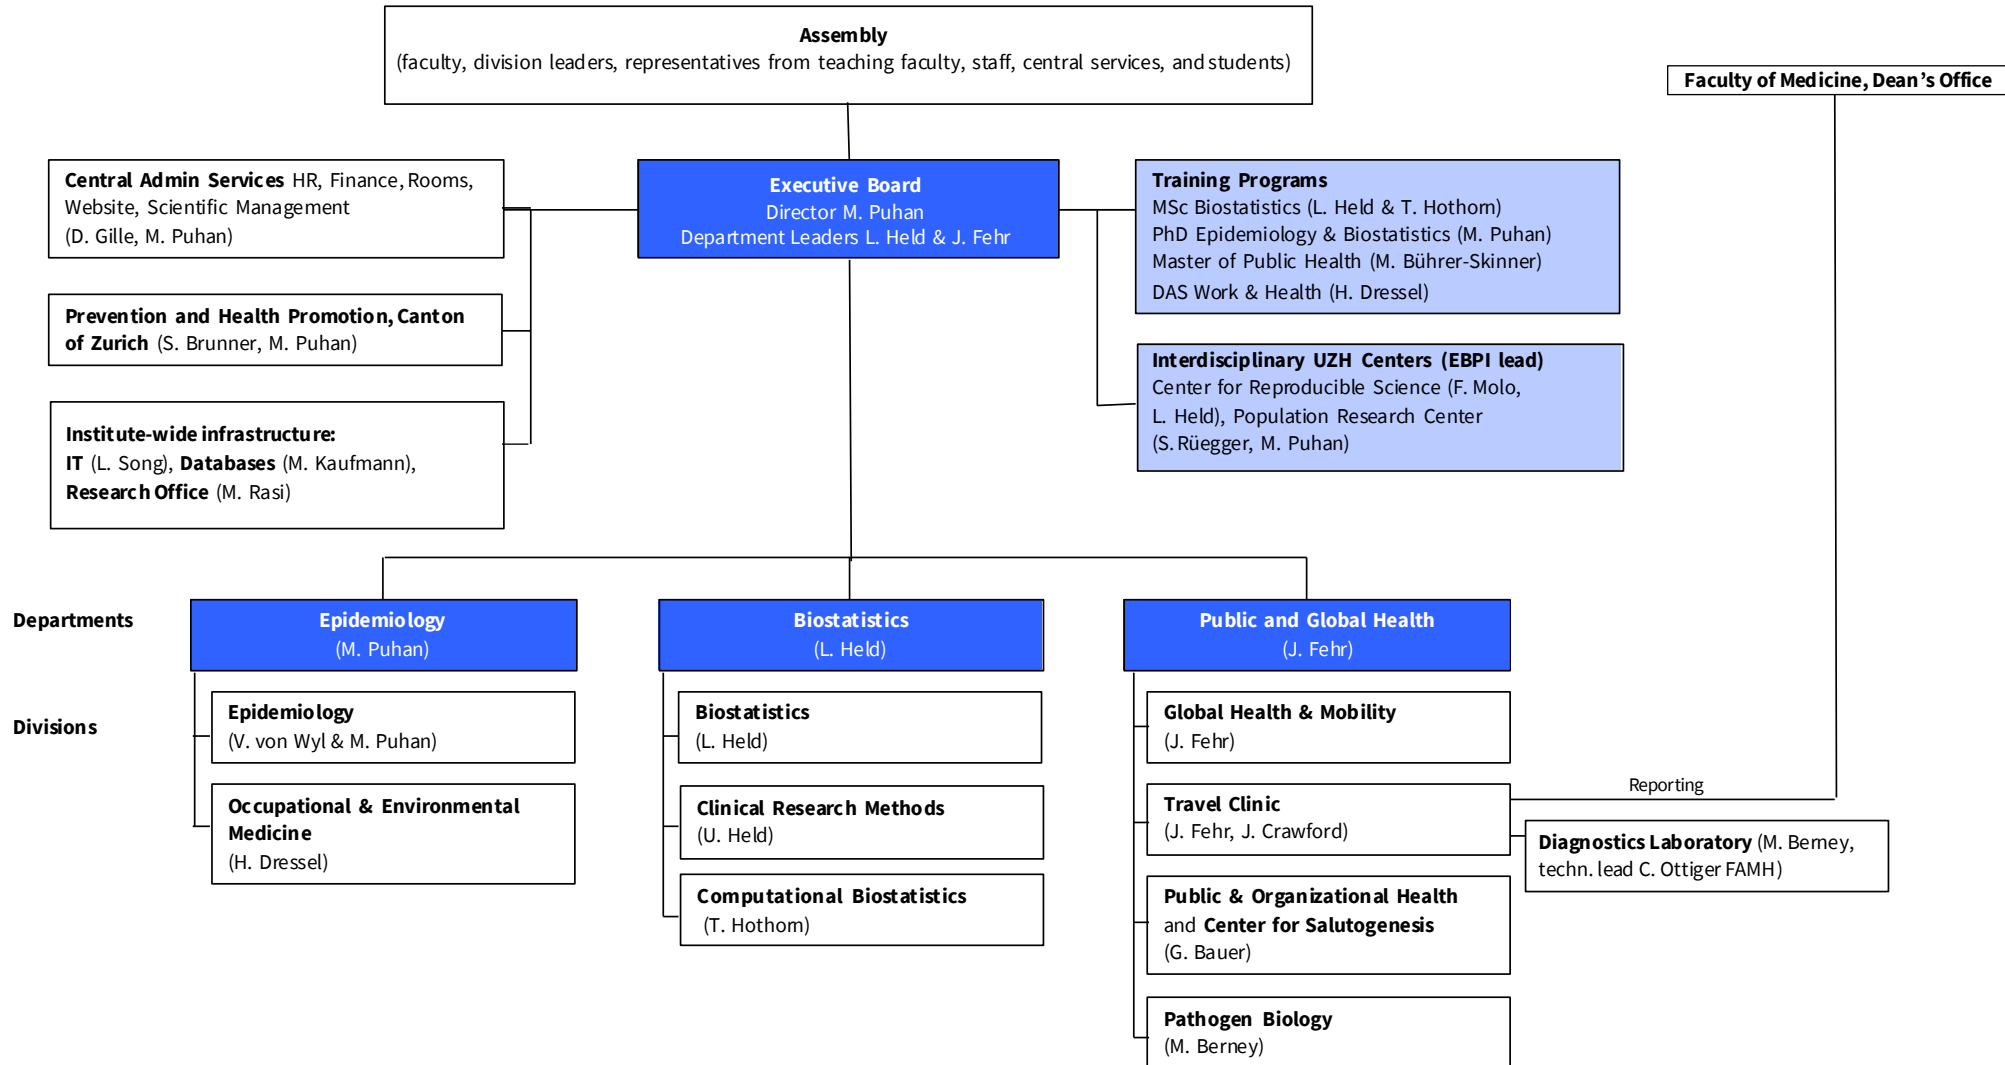 Assembly
(faculty, division leaders, representatives from teaching faculty, staff, central services, and students)
Faculty of Medicine, Dean's Office
Central Admin Services HR, Finance, Rooms,
Website, Scientific Management
(D. Gille, M. Puhan)
Executive Board
Director M. Puhan
Department Leaders L. Held & J. Fehr
Training Programs
MSc Biostatistics (L. Held & T. Hothorn)
PhD Epidemiology & Biostatistics (M. Puhan)
Master of Public Health (M. Bührer-Skinner)
DAS Work & Health (H. Dressel)
Prevention and Health Promotion, Canton
of Zurich (S. Brunner, M. Puhan)
Interdisciplinary UZH Centers (EBPI lead)
Center for Reproducible Science (F. Molo,
L. Held), Population Research Center
(S. Rüegger, M. Puhan)
Institute-wide infrastructure:
IT (L. Song), Databases (M. Kaufmann),
Research Office (M. Rasi)
Departments
Epidemiology
(M. Puhan)
Biostatistics
(L. Held)
Public and Global Health
(J. Fehr)
Divisions
Epidemiology
(V. von Wyl & M. Puhan)
Occupational & Environmental
Medicine
(H. Dressel)
Biostatistics
(L. Held)
Clinical Research Methods
(U. Held)
Computational Biostatistics
(T. Hothorn)
Global Health & Mobility
(J. Fehr)
Travel Clinic
(J. Fehr, J. Crawford)
Reporting
Diagnostics Laboratory (M. Berney,
techn. lead C. Ottiger FAMH)
Public & Organizational Health
and Center for Salutogenesis
(G. Bauer)
Pathogen Biology
(M. Berney)